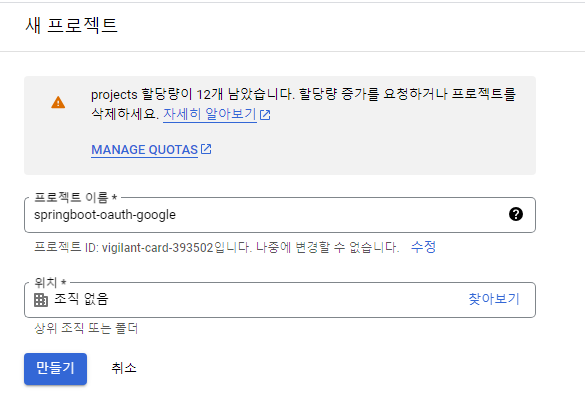 새 프로젝트
projects 할당량이 12개 남았습니다. 할당량 증가를 요청하거나 프로젝트를
삭제하세요. 자세히 알아보기
MANAGE QUOTAS
프로젝트 이름 *
springboot-oauth-google
프로젝트 ID: vigilant-card-393502입니다. 나중에 변경할 수 없습니다. 수정
위치 *
조직 없음 찾아보기
상위 조직 또는 폴더
만들기 취소